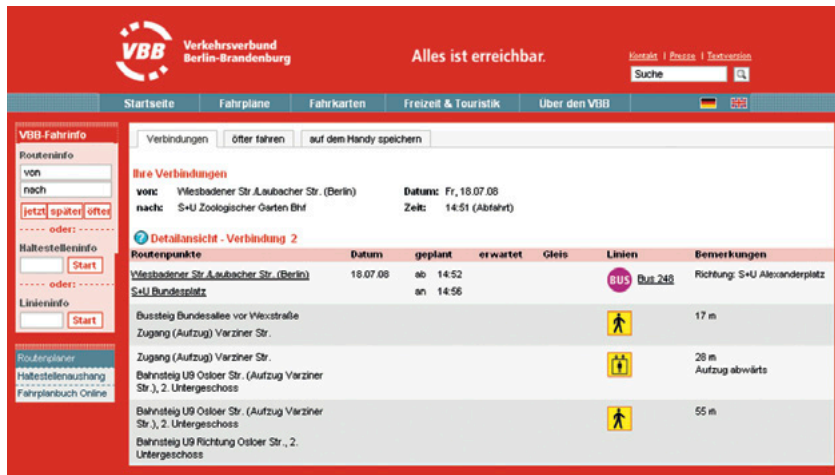 VBB
Verkehrsverbund
Berlin-Brandenburg
Alles ist erreichbar.
Kontakt | Presse | Textversion
Suche
Startseite Fahrpläne Fahrkarten Freizeit & Touristik Über den VBB
VBB-Fahrinfo
Routeninfo
von
nach
jetzt später öfter
oder:
Haltestelleninfo
Start
oder:
Linieninfo
Start
Routenplaner
Haltestellenaushang
Fahrplanbuch Online
Verbindungen öfter fahren auf dem Handy speichern
Ihre Verbindungen
von: Wiesbadener Str./Laubacher Str. (Berlin) Datum: Fr, 18.07.08
nach: S+U Zoologischer Garten Bhf Zeit: 14:51 (Abfahrt)
? Detailansicht - Verbindung 2
Routenpunkte Datum geplant erwartet Gleis Linien Bemerkungen
Wiesbadener Str./Laubacher Str. (Berlin) 18.07.08 ab 14:52 BUS Bus 248 Richtung: S+U Alexanderplatz
S+U Bundesplatz an 14:56
Bussteig Bundesallee vor Wexstraße 17 m
Zugang (Aufzug) Varziner Str.
Zugang (Aufzug) Varziner Str. 28 m
Aufzug abwärts
Bahnsteig U9 Osloer Str. (Aufzug Varziner
Str.), 2. Untergeschoss
Bahnsteig U9 Osloer Str. (Aufzug Varziner 55 m
Str.), 2. Untergeschoss
Bahnsteig U9 Richtung Osloer Str., 2.
Untergeschoss